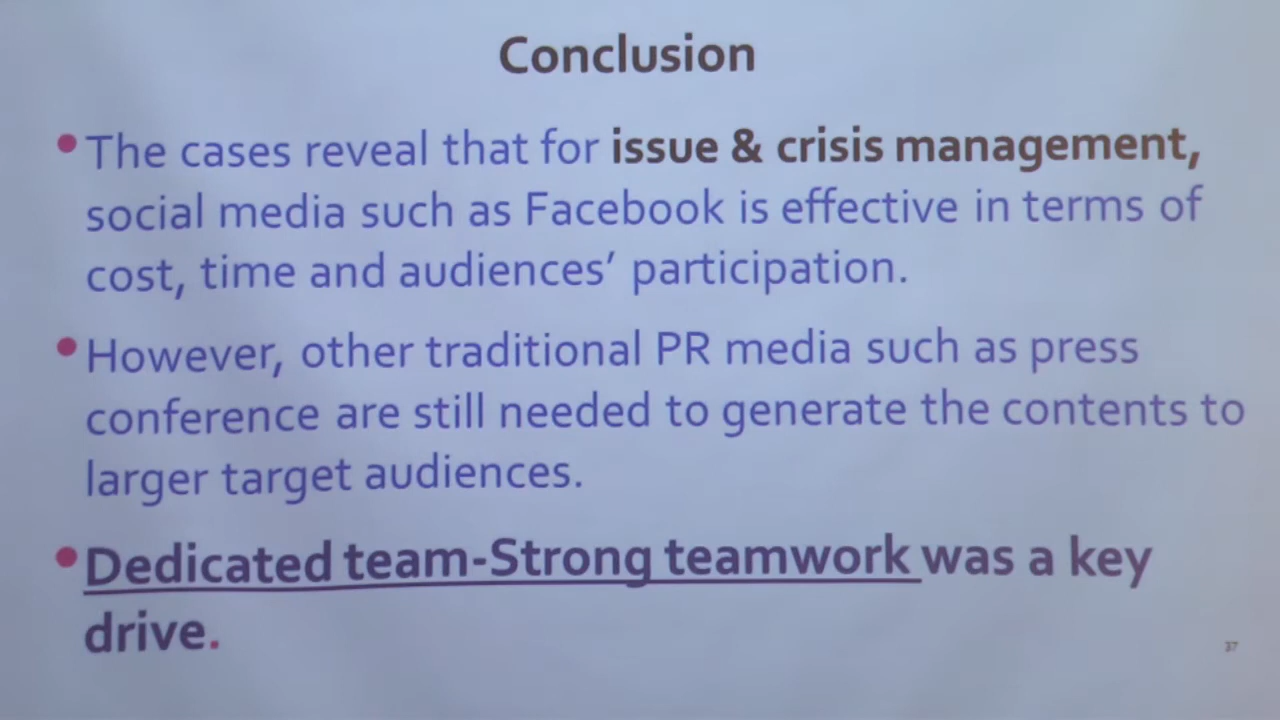 Conclusion
•The cases reveal that for issue & crisis management,
social media such as Facebook is effective in terms of
cost, time and audiences’ participation.
•However, other traditional PR media such as press
conference are still needed to generate the contents to
larger target audiences.
•Dedicated team-Strong teamwork was a key
drive.
37